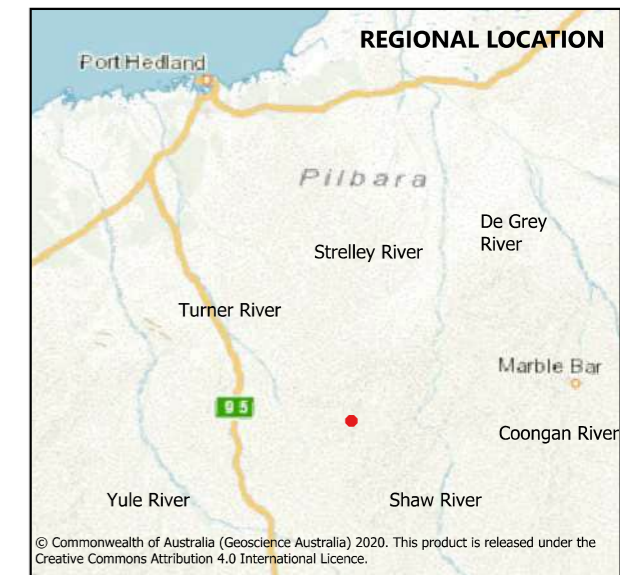 REGIONAL LOCATION
Port Hedland
Pilbara
De Grey
River
Strelley River
Turner River
Marble Bar
95
Coongan River
Yule River
Shaw River
© Commonwealth of Australia (Geoscience Australia) 2020. This product is released under the
Creative Commons Attribution 4.0 International Licence.